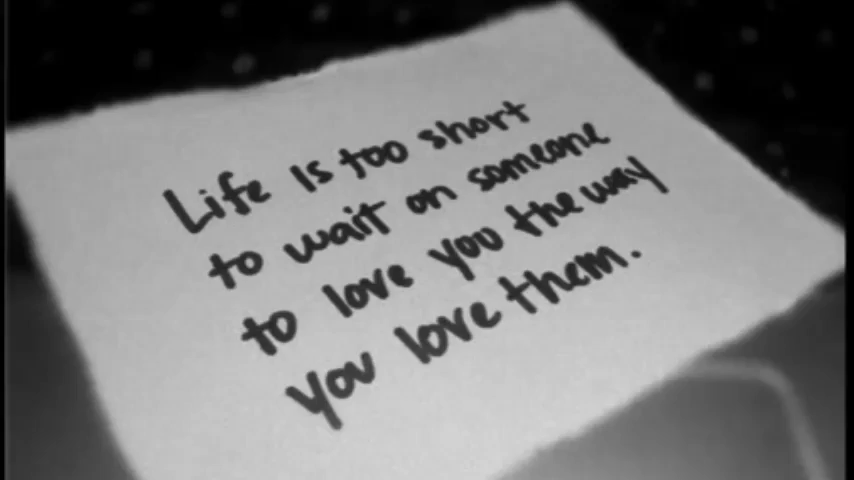 Life is too short
to wait on someone
to love you the way
you love them.